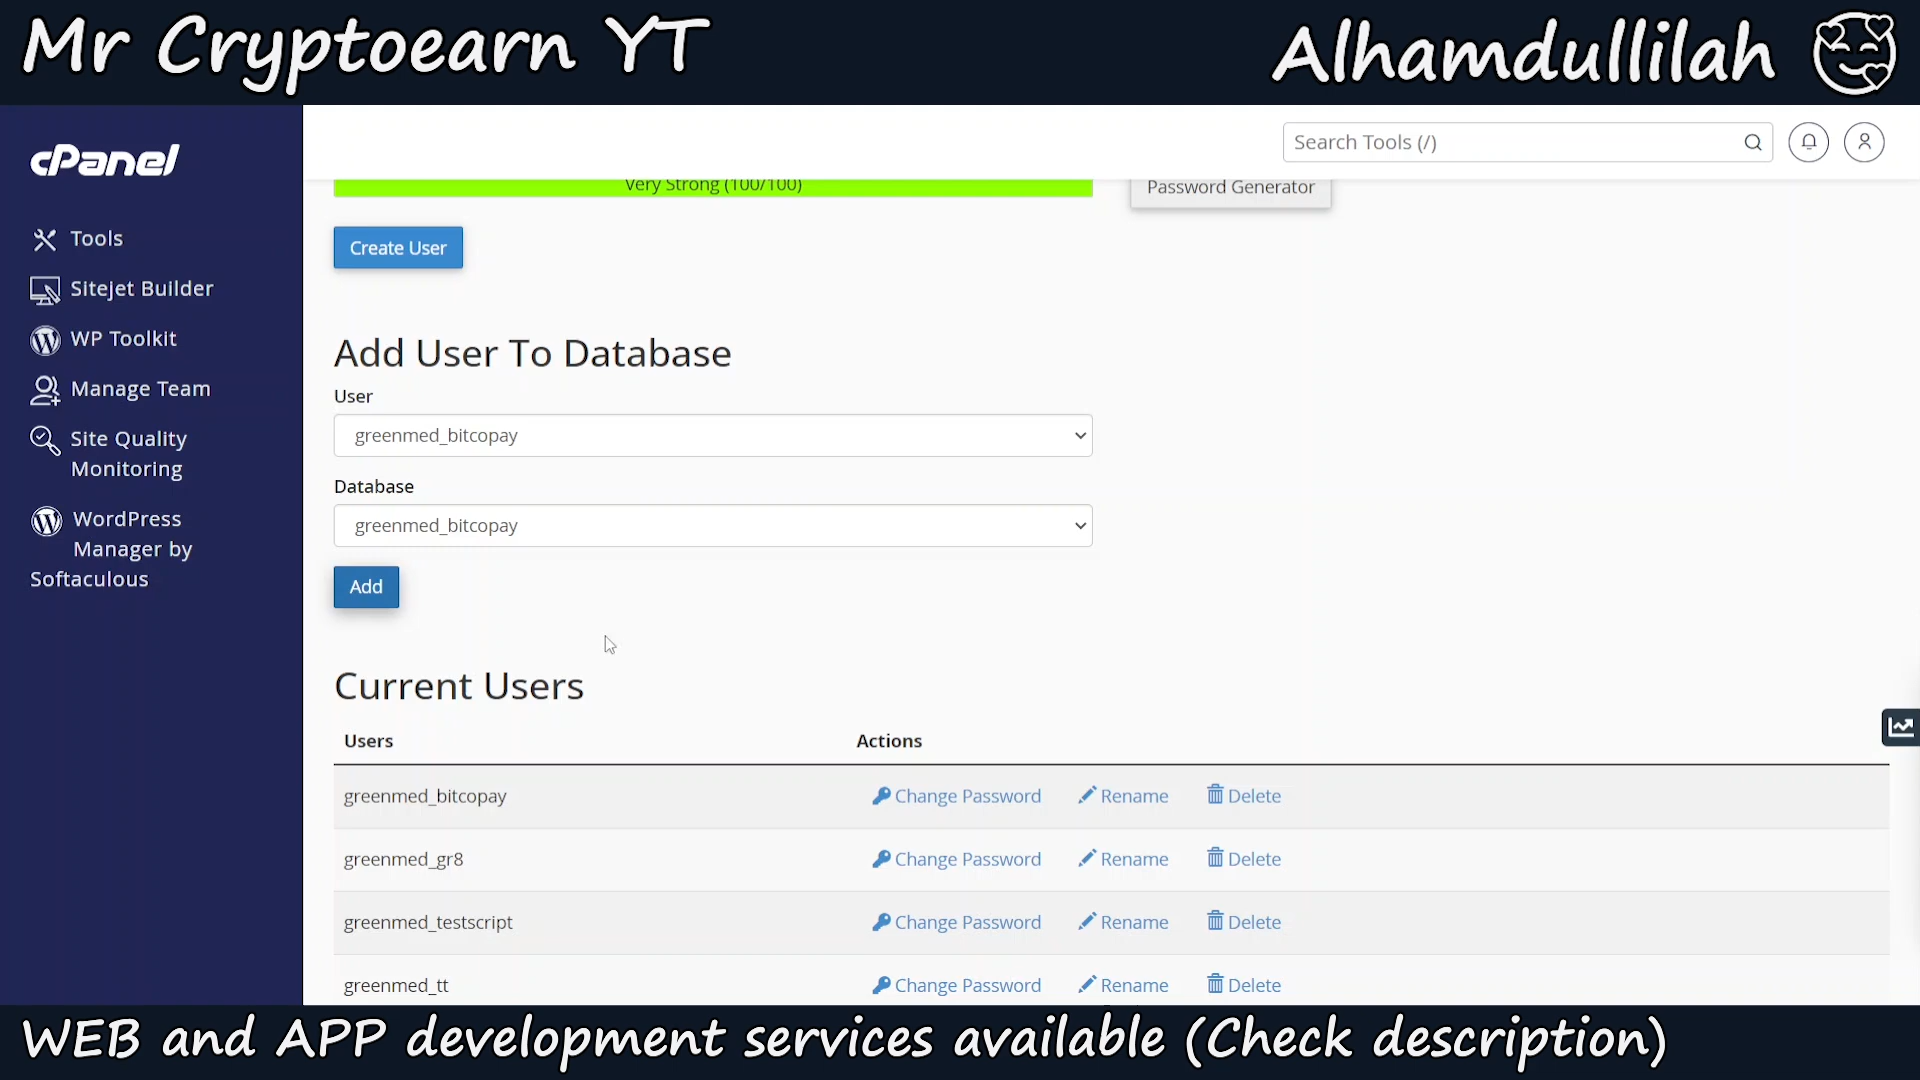 Mr Cryptoearn YT
Alhamdullilah
cPanel
Search Tools (/)
Tools
Sitejet Builder
WP Toolkit
Manage Team
Site Quality
Monitoring
WordPress
Manager by
Softaculous
Very Strong (100/100)
Password Generator
Create User
Add User To Database
User
greenmed_bitcopay
Database
greenmed_bitcopay
Add
Current Users
Users Actions
greenmed_bitcopay Change Password Rename Delete
greenmed_gr8 Change Password Rename Delete
greenmed_testscript Change Password Rename Delete
greenmed_tt Change Password Rename Delete
WEB and APP development services available (Check description)